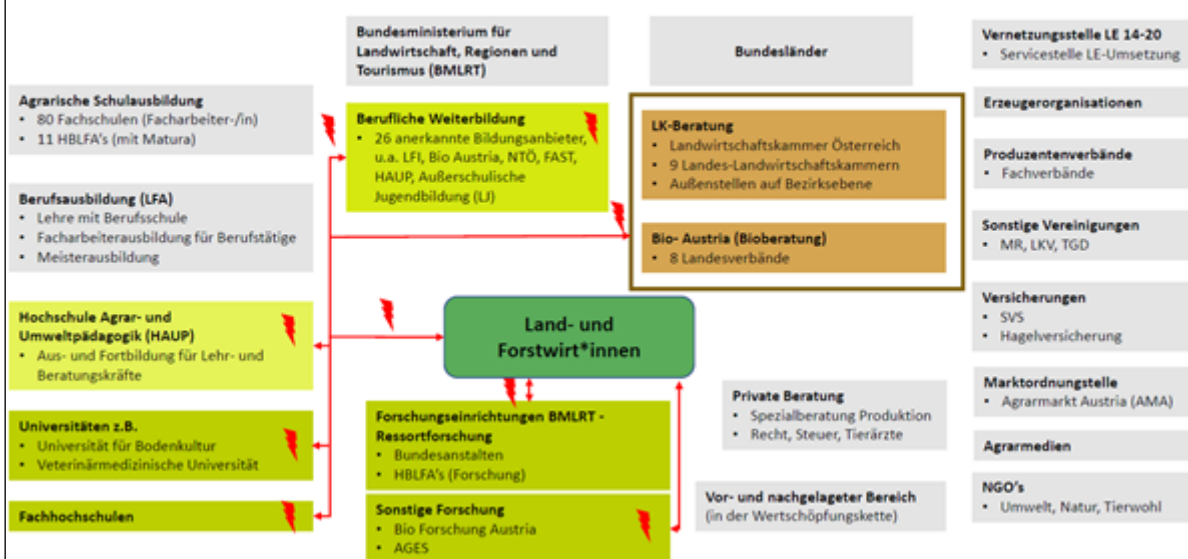 Bundesministerium für
Landwirtschaft, Regionen und
Tourismus (BMLRT)
Bundesländer
Vernetzungsstelle LE 14-20
• Servicestelle LE-Umsetzung
Agrarische Schulausbildung
• 80 Fachschulen (Facharbeiter-/in)
• 11 HBLFA's (mit Matura)
Berufliche Weiterbildung
• 26 anerkannte Bildungsanbieter,
u.a. LFI, Bio Austria, NTÖ, FAST,
HAUP, Außerschulische
Jugendbildung (LJ)
LK-Beratung
• Landwirtschaftskammer Österreich
• 9 Landes-Landwirtschaftskammern
• Außenstellen auf Bezirksebene
Erzeugerorganisationen
Produzentenverbände
• Fachverbände
Berufsausbildung (LFA)
• Lehre mit Berufsschule
• Facharbeiterausbildung für Berufstätige
• Meisterausbildung
Bio- Austria (Bioberatung)
• 8 Landesverbände
Sonstige Vereinigungen
• MR, LKV, TGD
Hochschule Agrar- und
Umweltpädagogik (HAUP)
• Aus- und Fortbildung für Lehr- und
Beratungskräfte
Land- und
Forstwirt*innen
Versicherungen
• SVS
• Hagelversicherung
Universitäten z.B.
• Universität für Bodenkultur
• Veterinärmedizinische Universität
Forschungseinrichtungen BMLRT -
Ressortforschung
• Bundesanstalten
• HBLFA's (Forschung)
Private Beratung
• Spezialberatung Produktion
• Recht, Steuer, Tierärzte
Marktordnungstelle
• Agrarmarkt Austria (AMA)
Agrarmedien
Fachhochschulen
Sonstige Forschung
• Bio Forschung Austria
• AGES
Vor- und nachgelageter Bereich
(in der Wertschöpfungskette)
NGO's
• Umwelt, Natur, Tierwohl